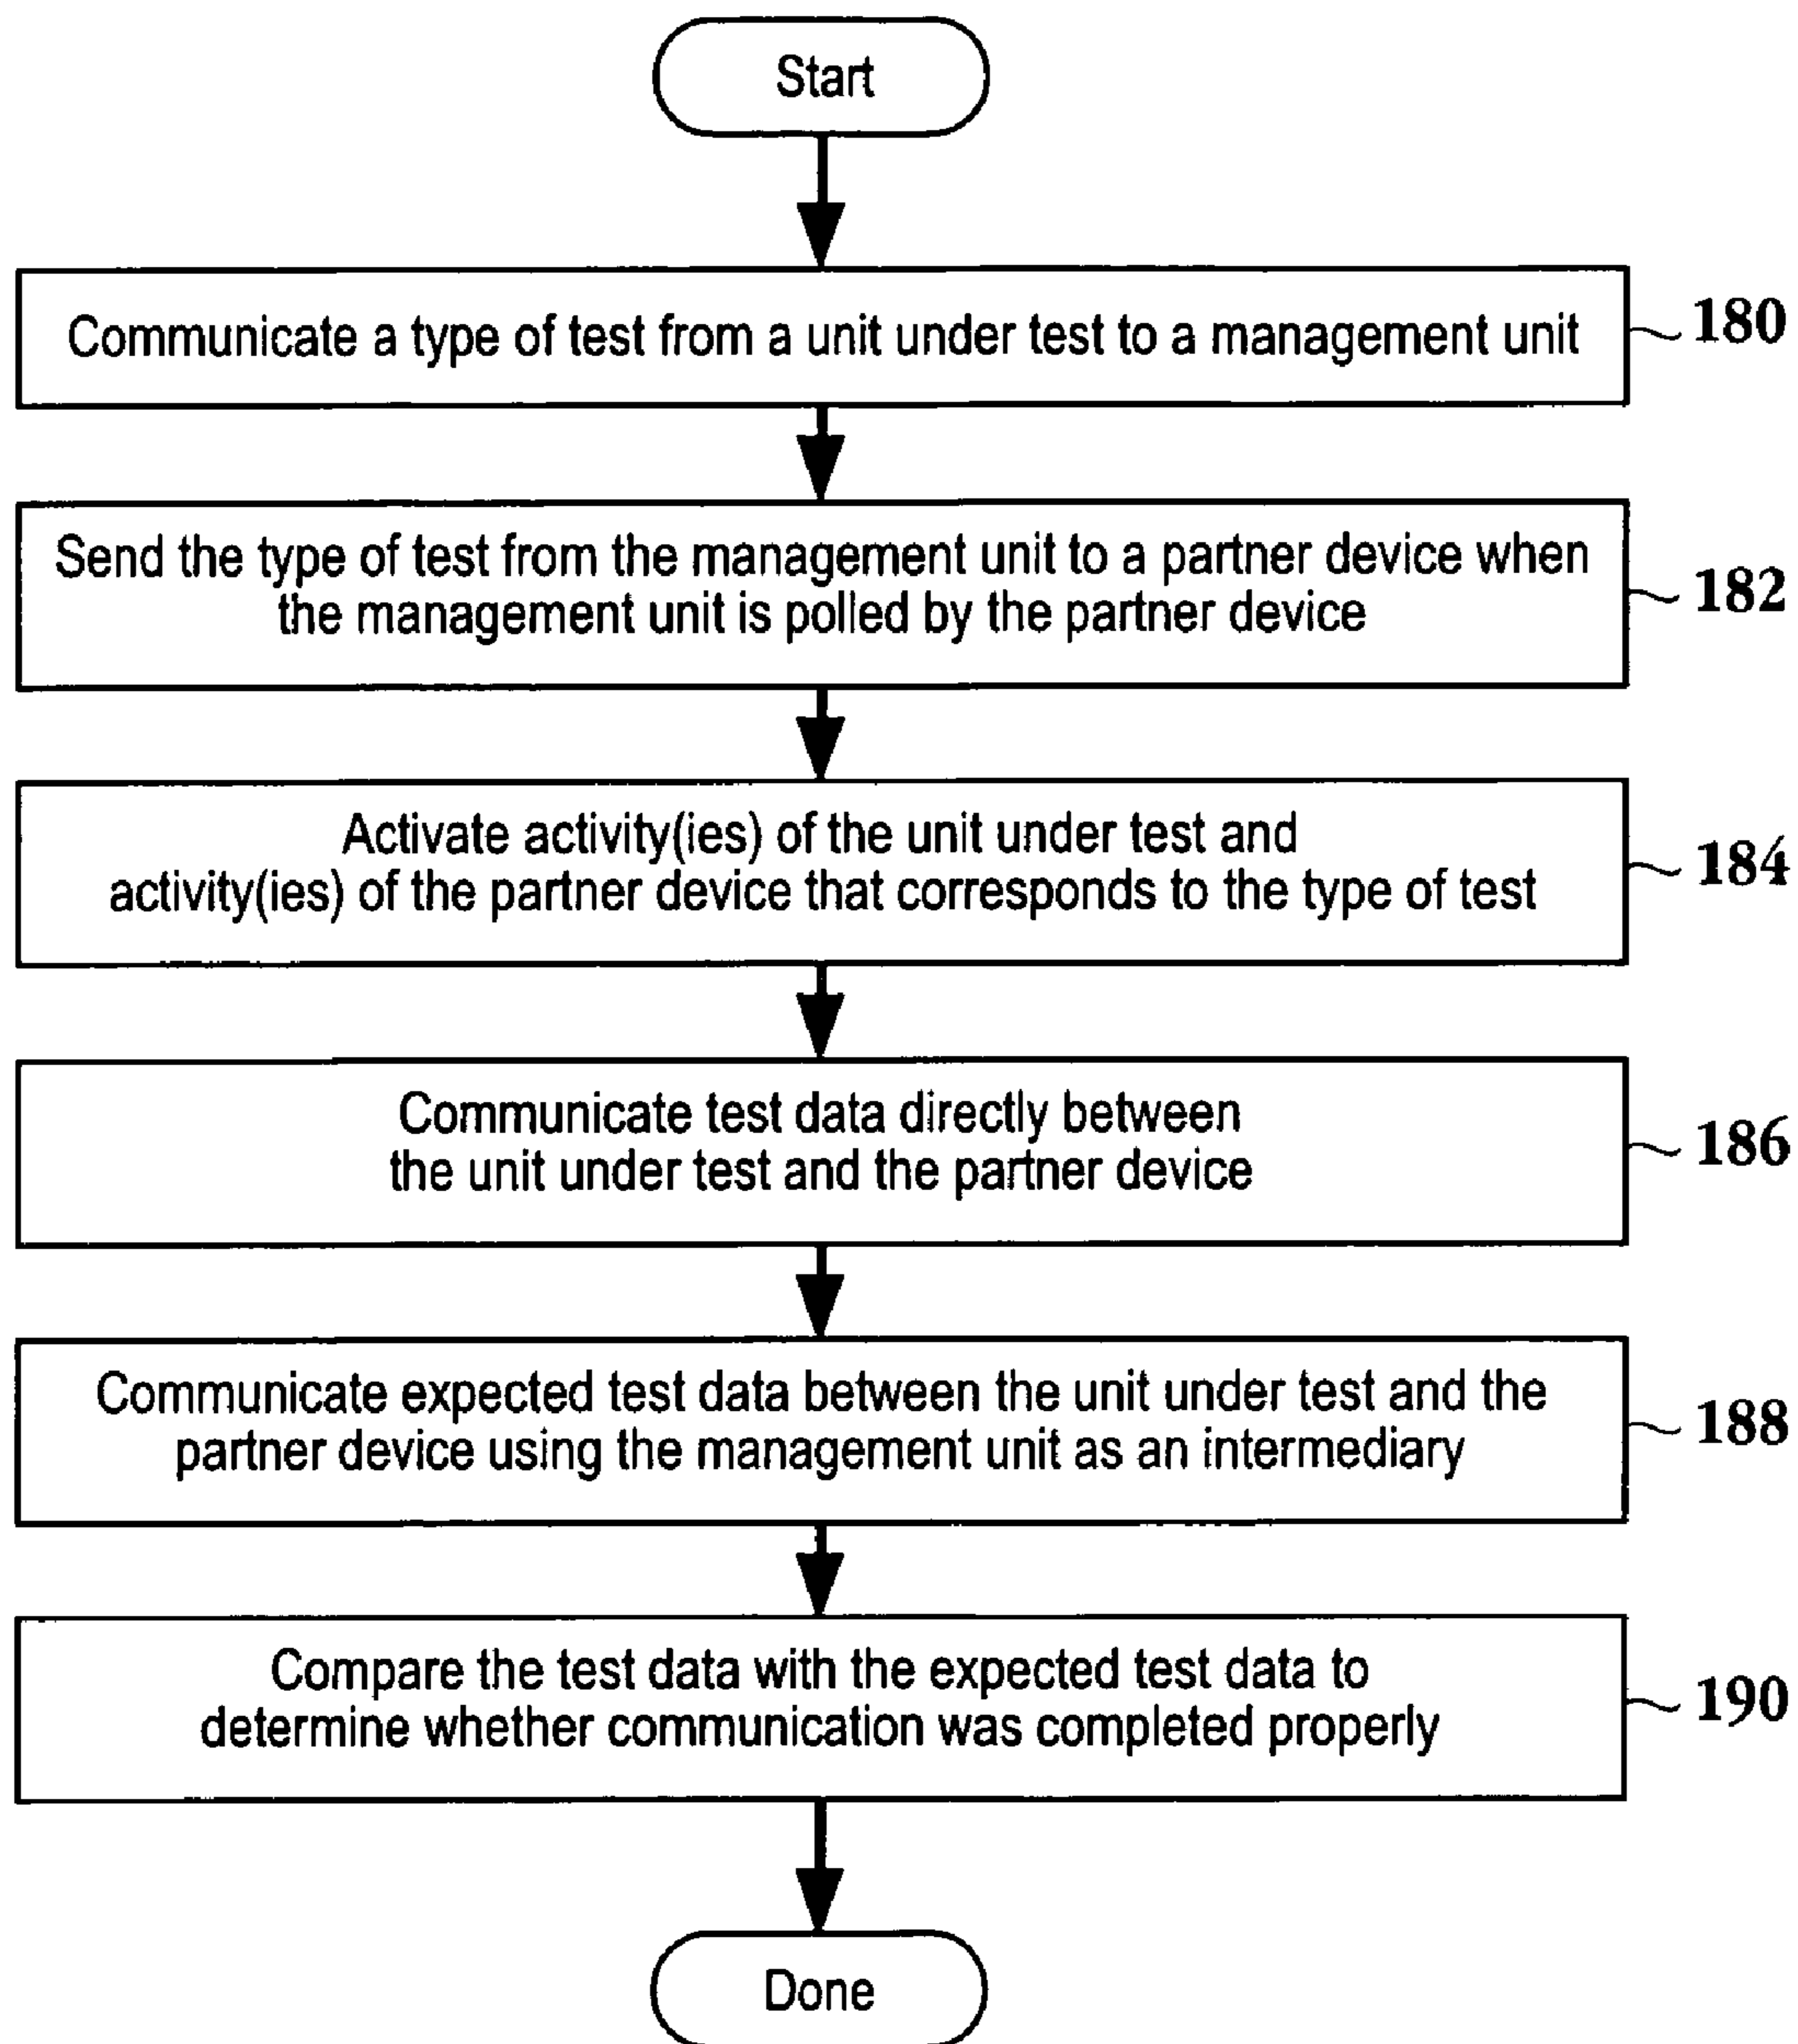 Start
Communicate a type of test from a unit under test to a management unit
180
Send the type of test from the management unit to a partner device when
the management unit is polled by the partner device
182
Activate activity(ies) of the unit under test and
activity(ies) of the partner device that corresponds to the type of test
184
Communicate test data directly between
the unit under test and the partner device
186
Communicate expected test data between the unit under test and the
partner device using the management unit as an intermediary
188
Compare the test data with the expected test data to
determine whether communication was completed properly
190
Done